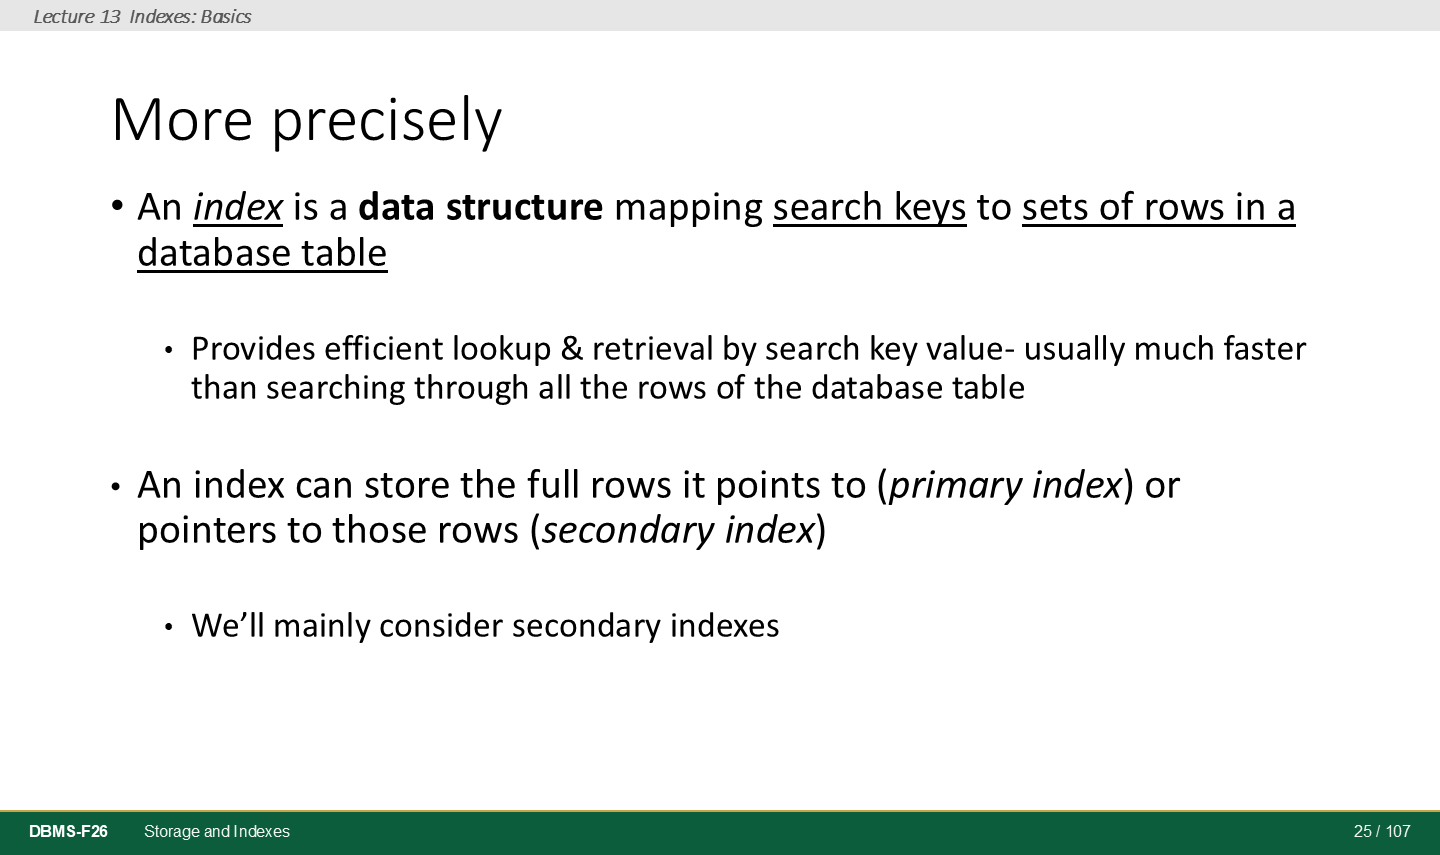 Lecture 13 Indexes: Basics
More precisely
• An index is a data structure mapping search keys to sets of rows in a
database table
• Provides efficient lookup & retrieval by search key value- usually much faster
than searching through all the rows of the database table
• An index can store the full rows it points to (primary index) or
pointers to those rows (secondary index)
• We’ll mainly consider secondary indexes
DBMS-F26 Storage and Indexes 25 / 107